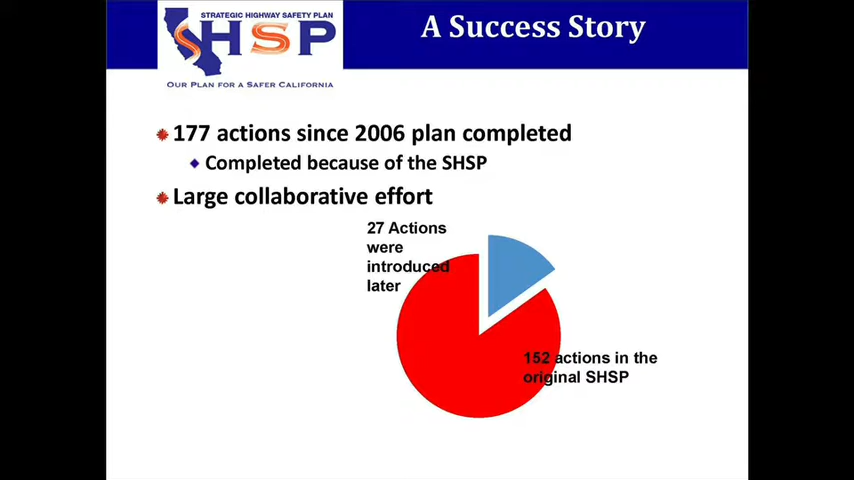 STRATEGIC HIGHWAY SAFETY PLAN
SHSP
OUR PLAN FOR A SAFER CALIFORNIA
A Success Story
177 actions since 2006 plan completed
Completed because of the SHSP
Large collaborative effort
27 Actions
were
introduced
later
152 actions in the
original SHSP